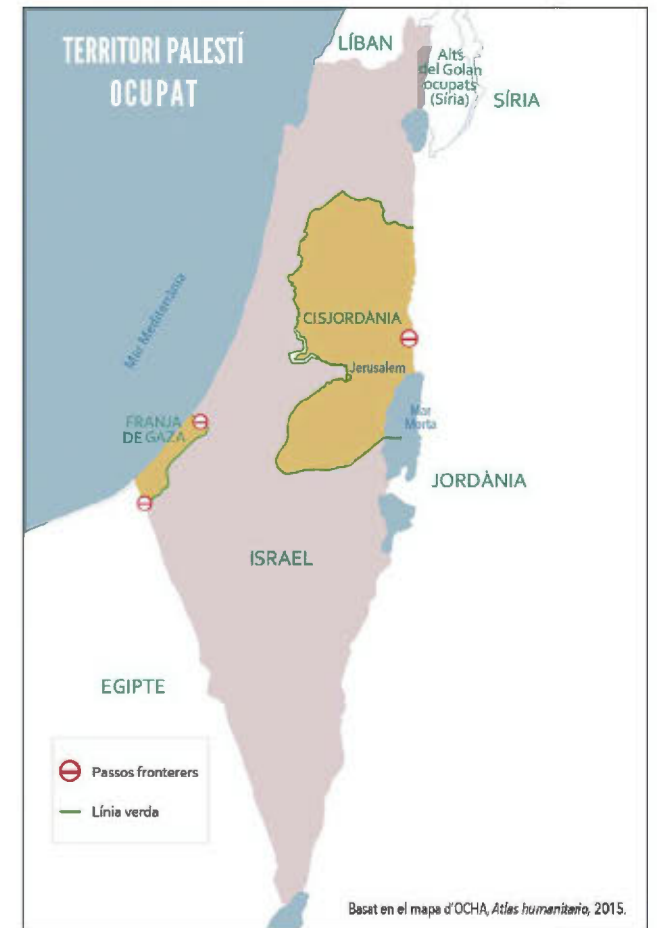 TERRITORI PALESTÍ
OCUPAT
LÍBAN
Alts
del Golan
ocupats
(Síria)
SÍRIA
Mar Mediterrània
CISJORDÀNIA
Jerusalem
FRANJA
DE GAZA
Mar
Morta
JORDÀNIA
ISRAEL
EGIPTE
Passos fronterers
Línia verda
Basat en el mapa d'OCHA, Atlas humanitario, 2015.